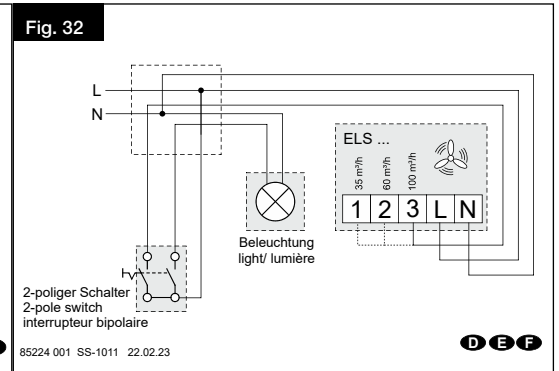 Fig. 32
L
N
ELS ...
35 m³/h
60 m³/h
100 m³/h
1 2 3 L N
Beleuchtung
light/ lumière
2-poliger Schalter
2-pole switch
interrupteur bipolaire
85224 001 SS-1011 22.02.23
D E F